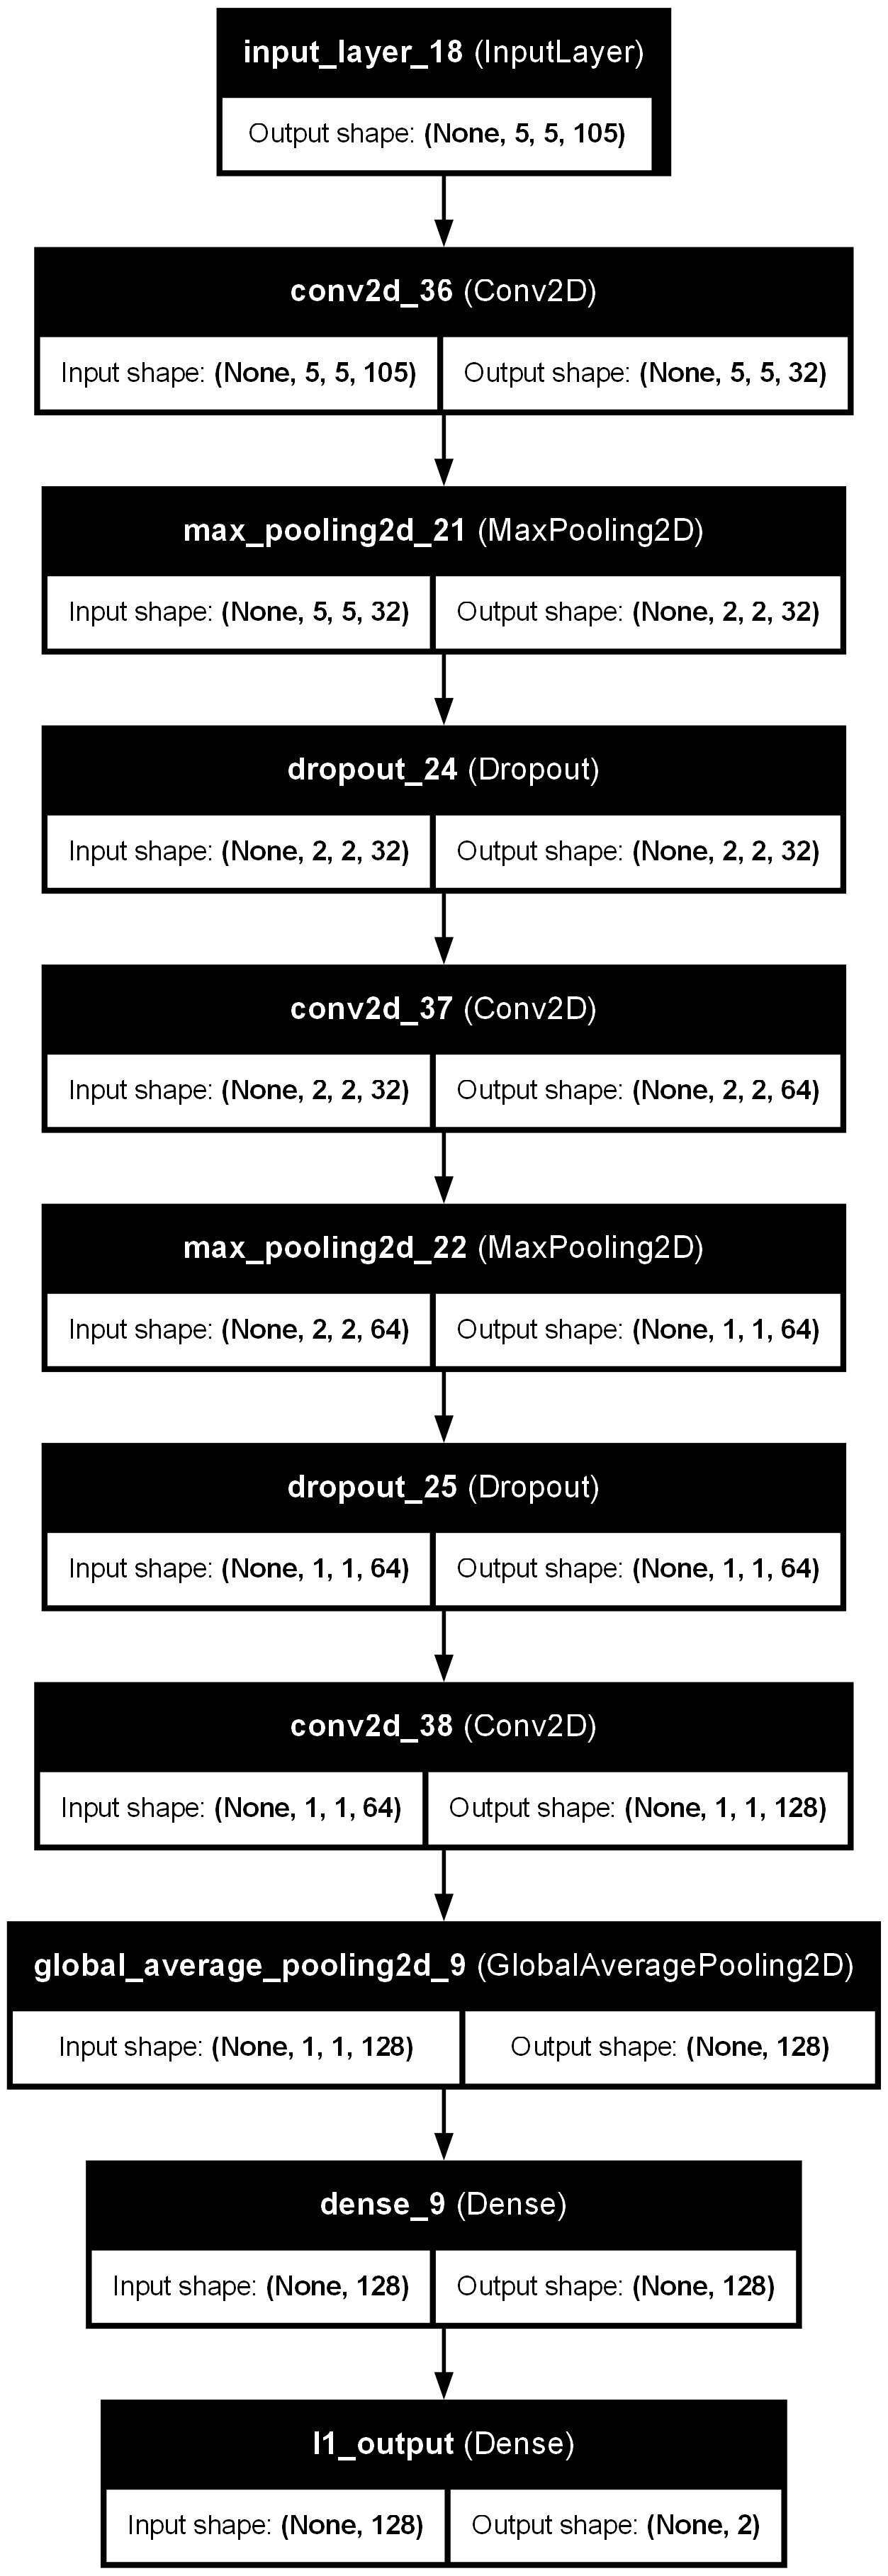 input_layer_18 (InputLayer)
Output shape: (None, 5, 5, 105)
conv2d_36 (Conv2D)
Input shape: (None, 5, 5, 105) Output shape: (None, 5, 5, 32)
max_pooling2d_21 (MaxPooling2D)
Input shape: (None, 5, 5, 32) Output shape: (None, 2, 2, 32)
dropout_24 (Dropout)
Input shape: (None, 2, 2, 32) Output shape: (None, 2, 2, 32)
conv2d_37 (Conv2D)
Input shape: (None, 2, 2, 32) Output shape: (None, 2, 2, 64)
max_pooling2d_22 (MaxPooling2D)
Input shape: (None, 2, 2, 64) Output shape: (None, 1, 1, 64)
dropout_25 (Dropout)
Input shape: (None, 1, 1, 64) Output shape: (None, 1, 1, 64)
conv2d_38 (Conv2D)
Input shape: (None, 1, 1, 64) Output shape: (None, 1, 1, 128)
global_average_pooling2d_9 (GlobalAveragePooling2D)
Input shape: (None, 1, 1, 128) Output shape: (None, 128)
dense_9 (Dense)
Input shape: (None, 128) Output shape: (None, 128)
l1_output (Dense)
Input shape: (None, 128) Output shape: (None, 2)